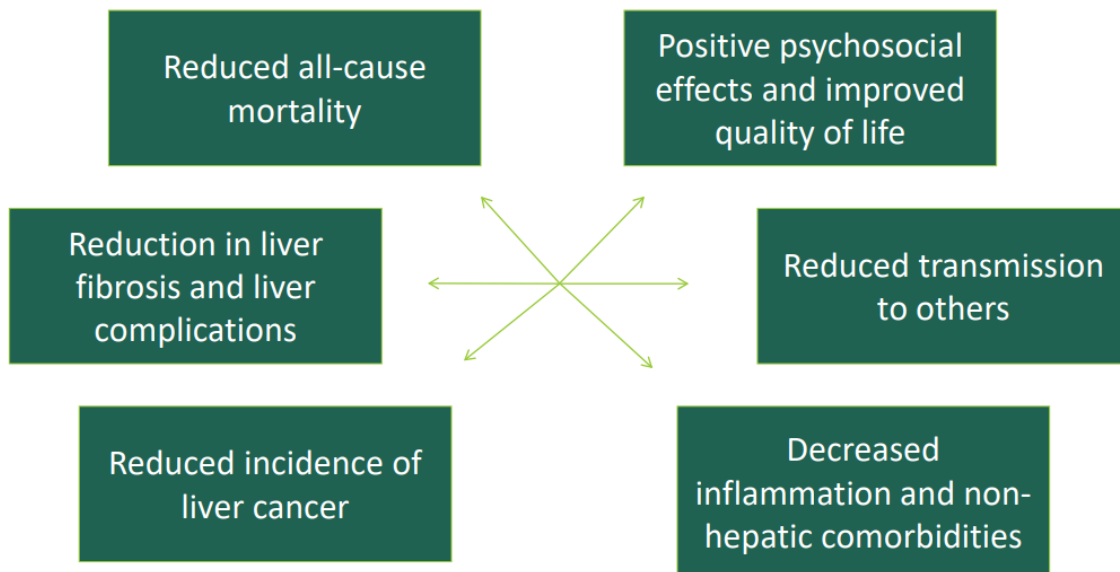 Reduced all-cause
mortality
Positive psychosocial
effects and improved
quality of life
Reduction in liver
fibrosis and liver
complications
Reduced transmission
to others
Reduced incidence of
liver cancer
Decreased
inflammation and non-
hepatic comorbidities